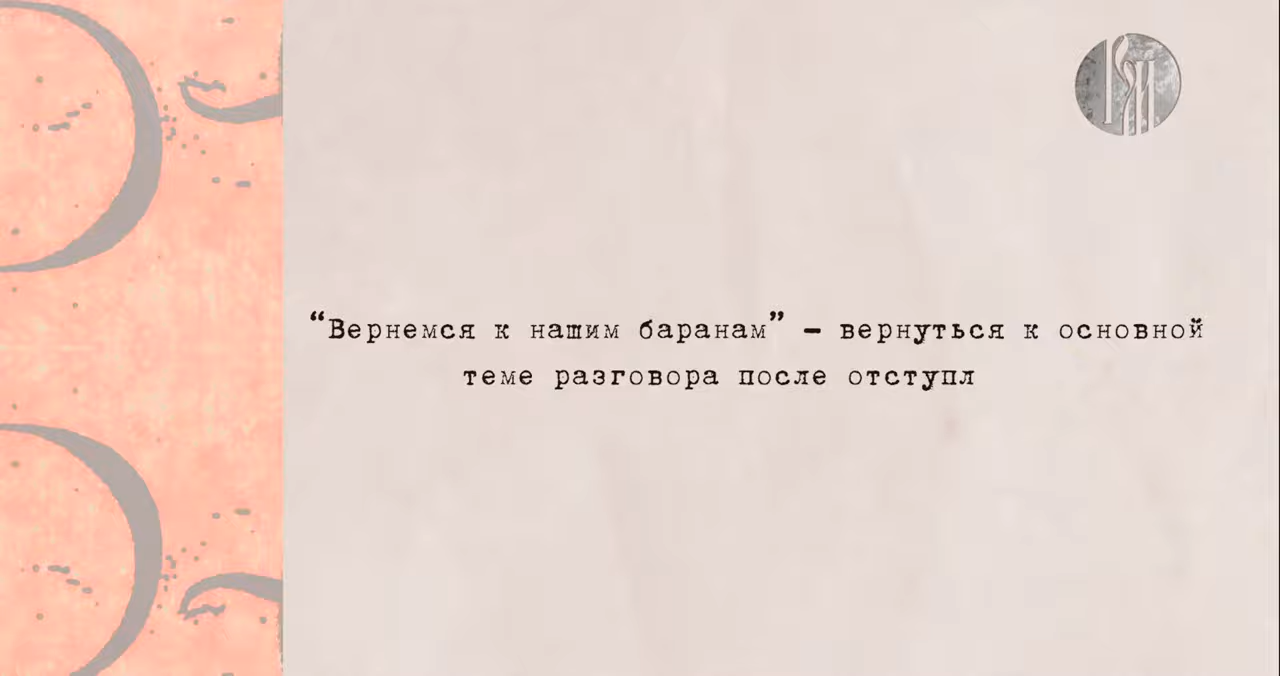 “Вернемся к нашим баранам” – вернуться к основной
теме разговора после отступл